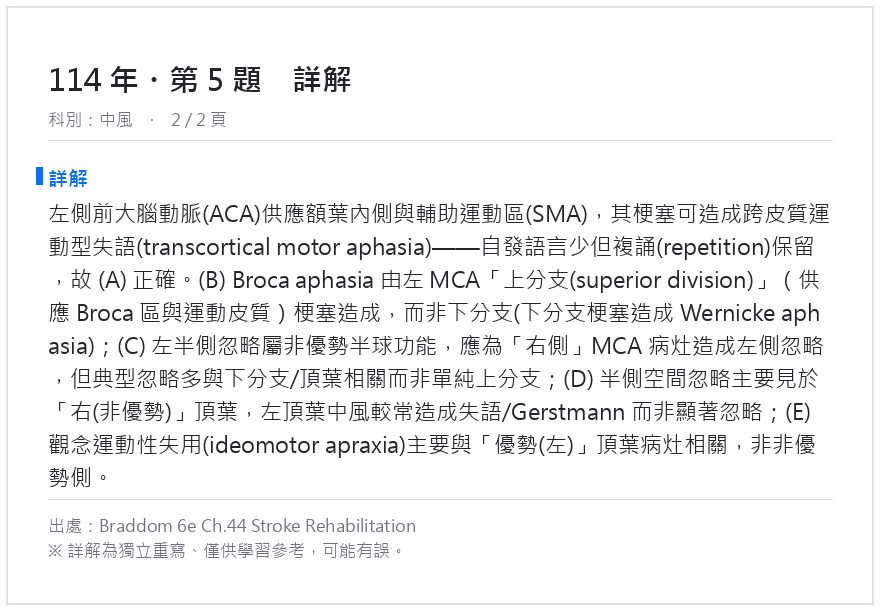 114 年・第 5 題　詳解
科別：中風　·　2 / 2 頁
詳解
左側前大腦動脈(ACA)供應額葉內側與輔助運動區(SMA)，其梗塞可造成跨皮質運
動型失語(transcortical motor aphasia)——自發語言少但複誦(repetition)保留
，故 (A) 正確。(B) Broca aphasia 由左 MCA「上分支(superior division)」（供
應 Broca 區與運動皮質）梗塞造成，而非下分支(下分支梗塞造成 Wernicke aph
asia)；(C) 左半側忽略屬非優勢半球功能，應為「右側」MCA 病灶造成左側忽略
，但典型忽略多與下分支/頂葉相關而非單純上分支；(D) 半側空間忽略主要見於
「右(非優勢)」頂葉，左頂葉中風較常造成失語/Gerstmann 而非顯著忽略；(E)
觀念運動性失用(ideomotor apraxia)主要與「優勢(左)」頂葉病灶相關，非非優
勢側。
出處：Braddom 6e Ch.44 Stroke Rehabilitation
※ 詳解為獨立重寫、僅供學習參考，可能有誤。